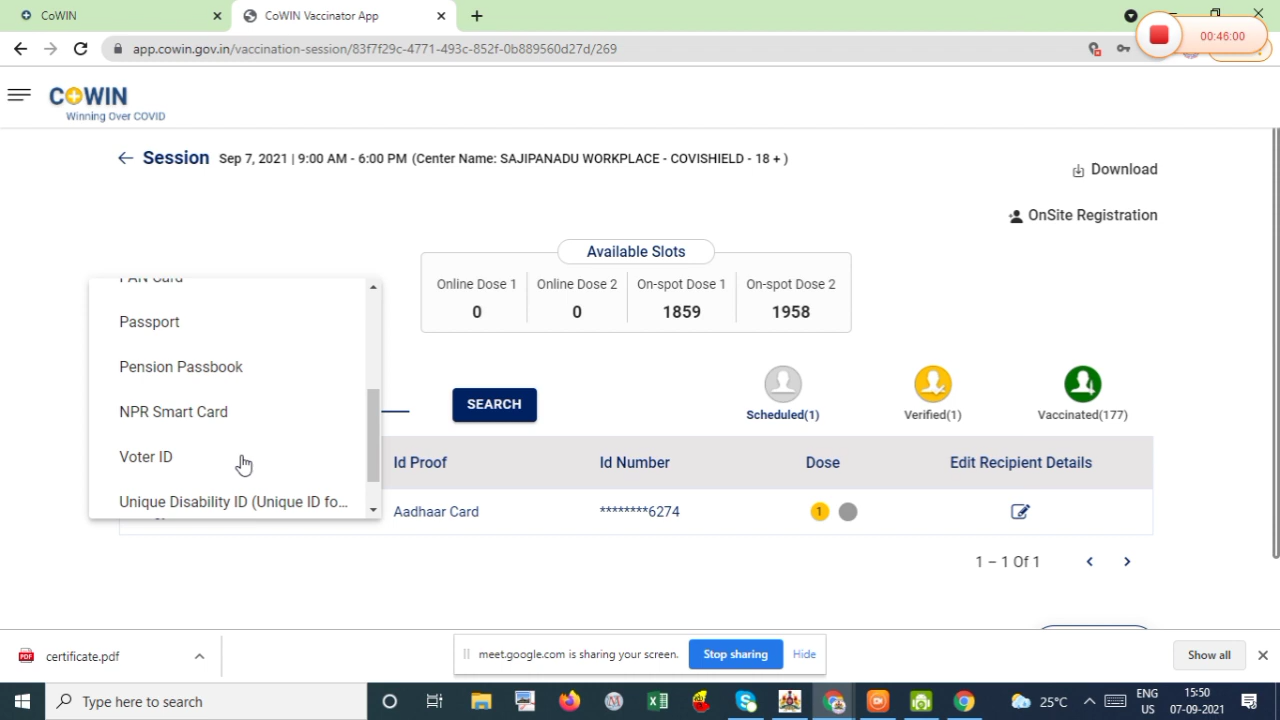 CoWIN
CoWIN Vaccinator App
app.cowin.gov.in/vaccination-session/83f7f29c-4771-493c-852f-0b889560d27d/269
00:46:00
COWIN
Winning Over COVID
Session Sep 7, 2021 | 9:00 AM - 6:00 PM (Center Name: SAJIPANADU WORKPLACE - COVISHIELD - 18 + )
Download
OnSite Registration
Available Slots
Online Dose 1 Online Dose 2 On-spot Dose 1 On-spot Dose 2
0 0 1859 1958
PAN Card
Passport
Pension Passbook
NPR Smart Card
Voter ID
Unique Disability ID (Unique ID fo...
SEARCH
Scheduled(1) Verified(1) Vaccinated(177)
Id Proof Id Number Dose Edit Recipient Details
Aadhaar Card ********6274 1
1 – 1 Of 1
certificate.pdf
meet.google.com is sharing your screen. Stop sharing Hide
Show all
Type here to search
25°C
ENG
US
15:50
07-09-2021